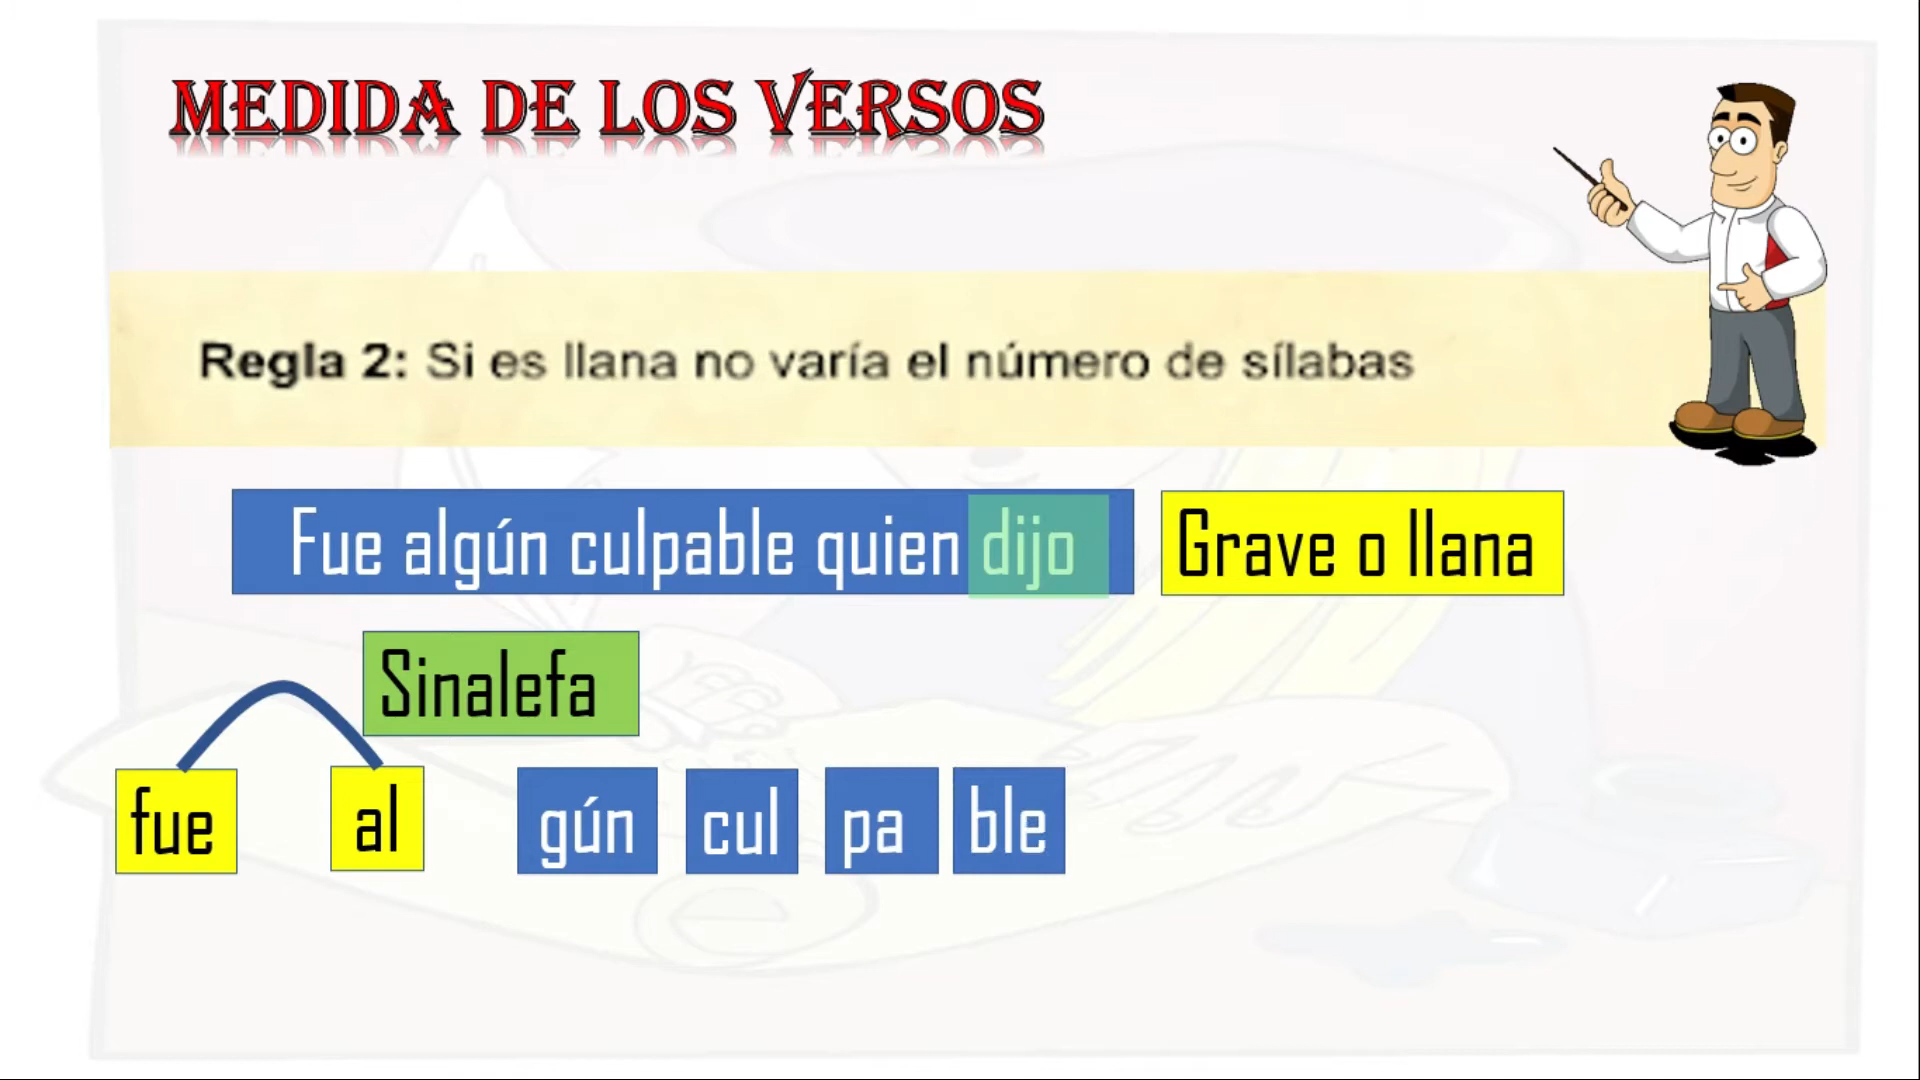 MEDIDA DE LOS VERSOS
Regla 2: Si es llana no varía el número de sílabas
Fue algún culpable quien dijo
Grave o llana
Sinalefa
fue al gún cul pa ble